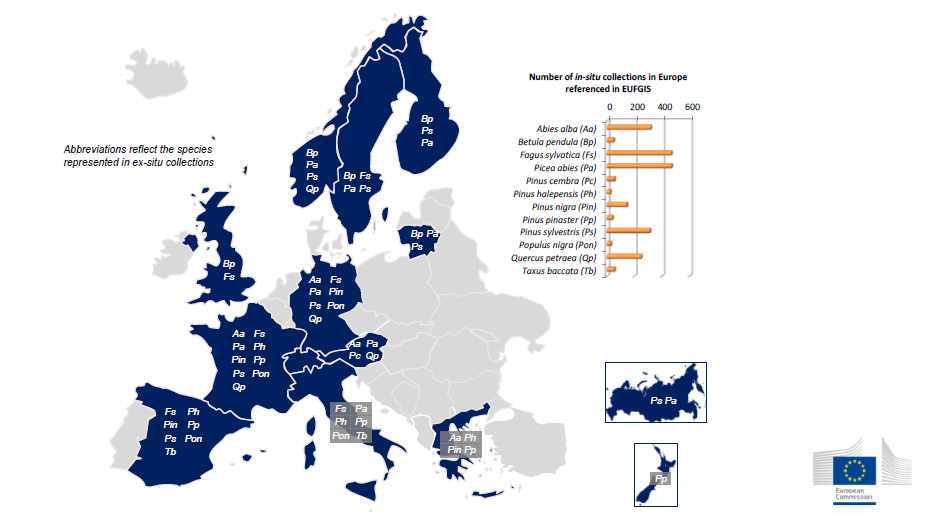 Number of in-situ collections in Europe
referenced in EUFGIS
0 200 400 600
Abies alba (Aa)
Betula pendula (Bp)
Fagus sylvatica (Fs)
Picea abies (Pa)
Pinus cembra (Pc)
Pinus halepensis (Ph)
Pinus nigra (Pin)
Pinus pinaster (Pp)
Pinus sylvestris (Ps)
Populus nigra (Pon)
Quercus petraea (Qp)
Taxus baccata (Tb)
Abbreviations reflect the species
represented in ex-situ collections
Bp
Ps
Pa
Bp
Pa
Ps
Qp
Bp Fs
Pa Ps
Bp Pa
Ps
Bp
Fs
Aa Fs
Pa Pin
Ps Pon
Qp
Aa Fs
Pa Ph
Pin Pp
Ps Pon
Qp
Aa Pa
Pc Qp
Fs Ph
Pin Pp
Ps Pon
Tb
Fs Pa
Ph Pp
Pon Tb
Aa Ph
Pin Pp
Ps Pa
Pp
European
Commission